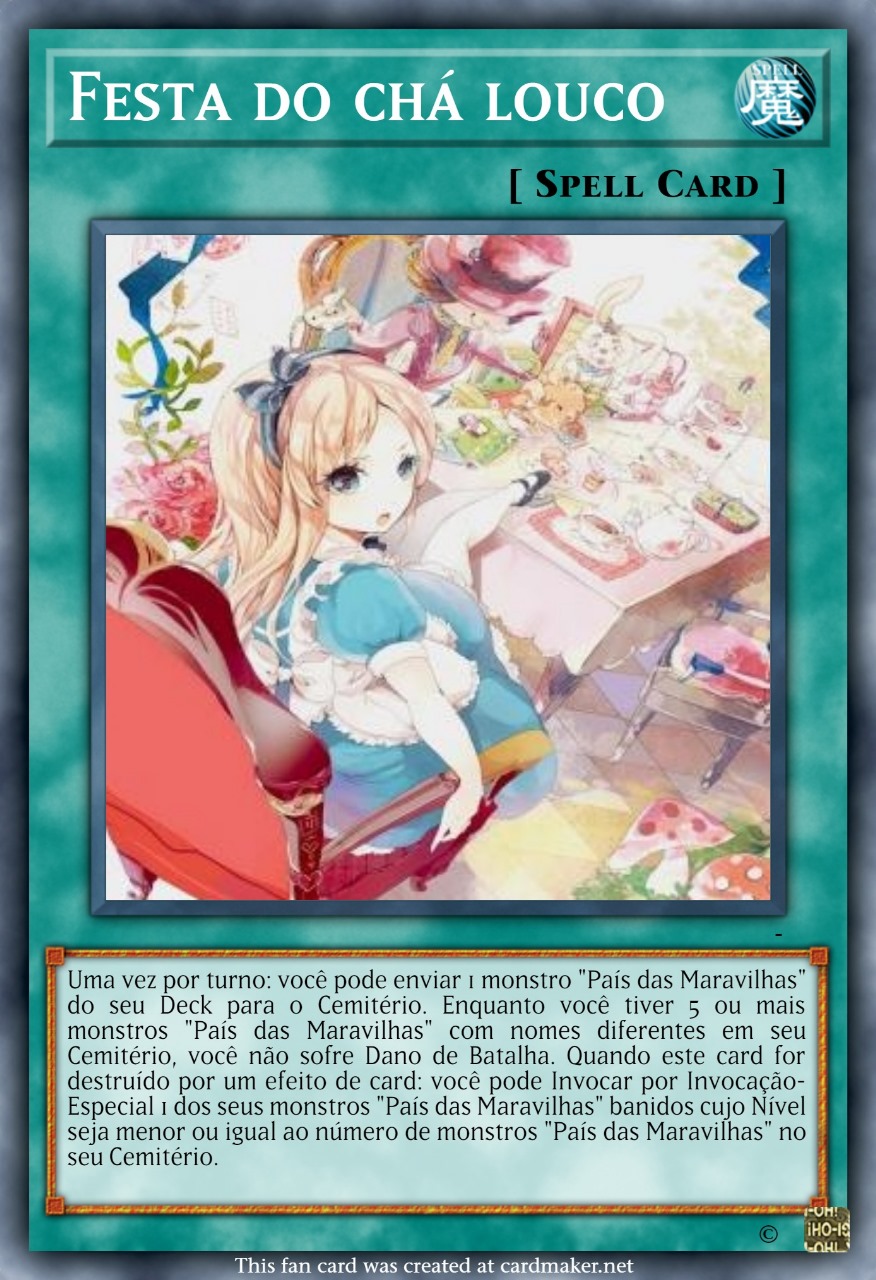 Festa do chá louco
SPELL
魔
[ Spell Card ]
-
Uma vez por turno: você pode enviar 1 monstro "País das Maravilhas"
do seu Deck para o Cemitério. Enquanto você tiver 5 ou mais
monstros "País das Maravilhas" com nomes diferentes em seu
Cemitério, você não sofre Dano de Batalha. Quando este card for
destruído por um efeito de card: você pode Invocar por Invocação-
Especial 1 dos seus monstros "País das Maravilhas" banidos cujo Nível
seja menor ou igual ao número de monstros "País das Maravilhas" no
seu Cemitério.
©
This fan card was created at cardmaker.net